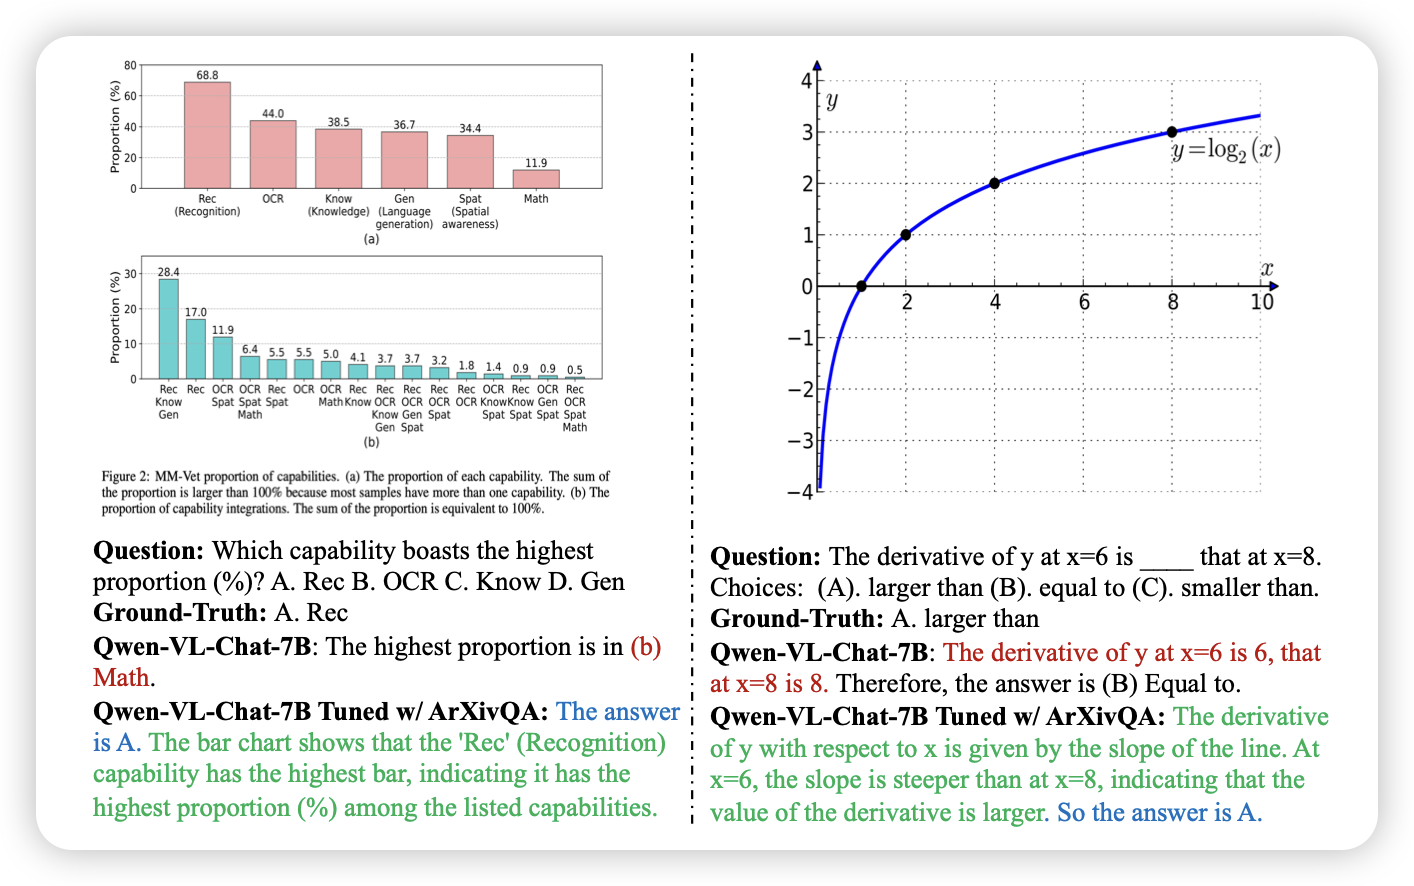 80
60
40
20
0
Proportion (%)
68.8
44.0
38.5
36.7
34.4
11.9
Rec
(Recognition)
OCR
Know
(Knowledge)
Gen
(Language
generation)
Spat
(Spatial
awareness)
Math
(a)
30
20
10
0
Proportion (%)
28.4
17.0
11.9
6.4
5.5
5.5
5.0
4.1
3.7
3.7
3.2
1.8
1.4
0.9
0.9
0.5
Rec
Know
Gen
Rec
OCR
Spat
OCR
Spat
Math
Rec
Spat
OCR
OCR
Math
Rec
Know
Rec
OCR
Know
Gen
Rec
OCR
Gen
Spat
Rec
OCR
Spat
Rec
OCR
OCR
Know
Spat
Rec
Know
Spat
OCR
Gen
Spat
Rec
OCR
Spat
Math
(b)
Figure 2: MM-Vet proportion of capabilities. (a) The proportion of each capability. The sum of
the proportion is larger than 100% because most samples have more than one capability. (b) The
proportion of capability integrations. The sum of the proportion is equivalent to 100%.
Question: Which capability boasts the highest
proportion (%)? A. Rec B. OCR C. Know D. Gen
Ground-Truth: A. Rec
Qwen-VL-Chat-7B: The highest proportion is in (b)
Math.
Qwen-VL-Chat-7B Tuned w/ ArXivQA: The answer
is A. The bar chart shows that the 'Rec' (Recognition)
capability has the highest bar, indicating it has the
highest proportion (%) among the listed capabilities.
4
3
2
1
0
−1
−2
−3
−4
y
y=log2(x)
x
2
4
6
8
10
Question: The derivative of y at x=6 is ____ that at x=8.
Choices: (A). larger than (B). equal to (C). smaller than.
Ground-Truth: A. larger than
Qwen-VL-Chat-7B: The derivative of y at x=6 is 6, that
at x=8 is 8. Therefore, the answer is (B) Equal to.
Qwen-VL-Chat-7B Tuned w/ ArXivQA: The derivative
of y with respect to x is given by the slope of the line. At
x=6, the slope is steeper than at x=8, indicating that the
value of the derivative is larger. So the answer is A.